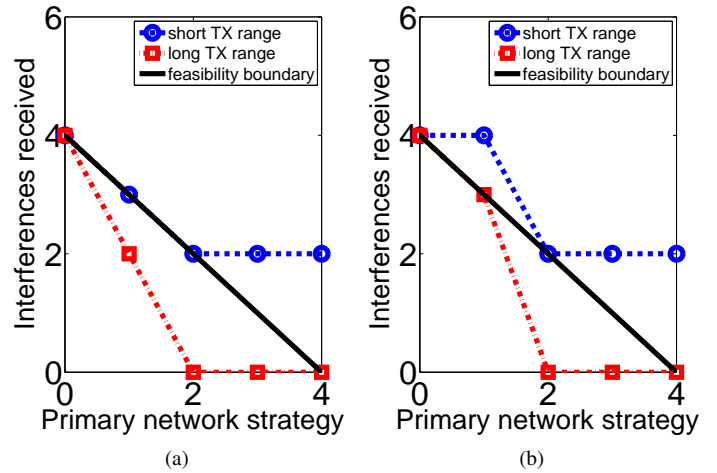 6
short TX range
long TX range
feasibility boundary
4
2
0
0
2
4
Interferences received
Primary network strategy
(a)
6
short TX range
long TX range
feasibility boundary
4
2
0
0
2
4
Interferences received
Primary network strategy
(b)